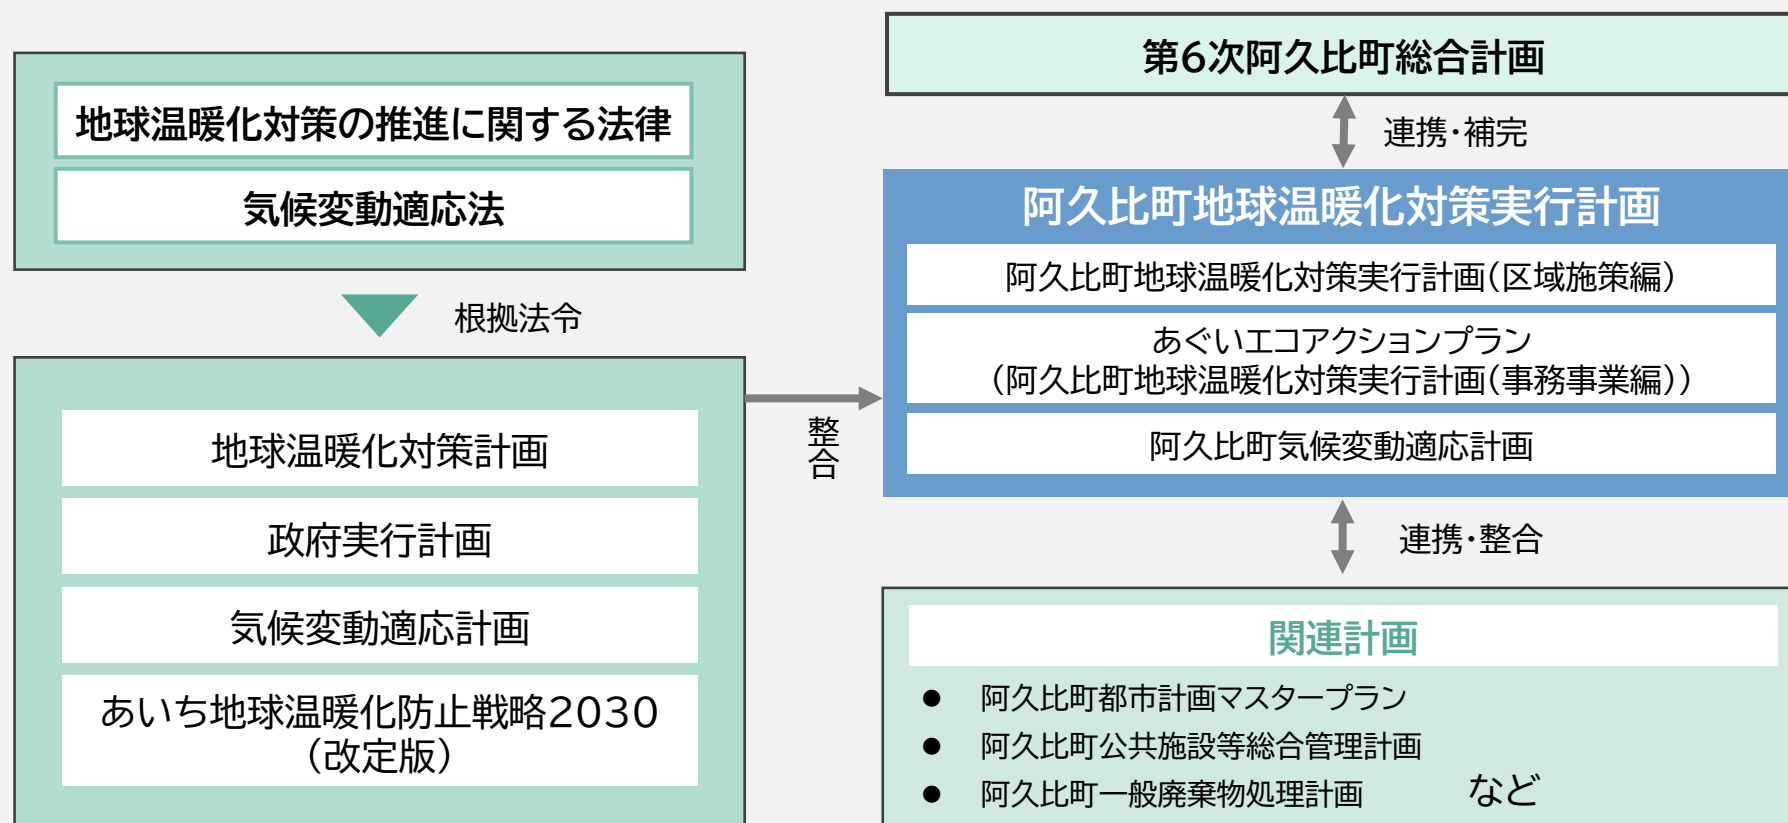 地球温暖化対策の推進に関する法律
気候変動適応法
根拠法令
地球温暖化対策計画
政府実行計画
気候変動適応計画
あいち地球温暖化防止戦略2030
（改定版）
整合
第6次阿久比町総合計画
連携・補完
阿久比町地球温暖化対策実行計画
阿久比町地球温暖化対策実行計画（区域施策編）
あぐいエコアクションプラン
（阿久比町地球温暖化対策実行計画（事務事業編））
阿久比町気候変動適応計画
連携・整合
関連計画
● 阿久比町都市計画マスタープラン
● 阿久比町公共施設等総合管理計画
● 阿久比町一般廃棄物処理計画 など